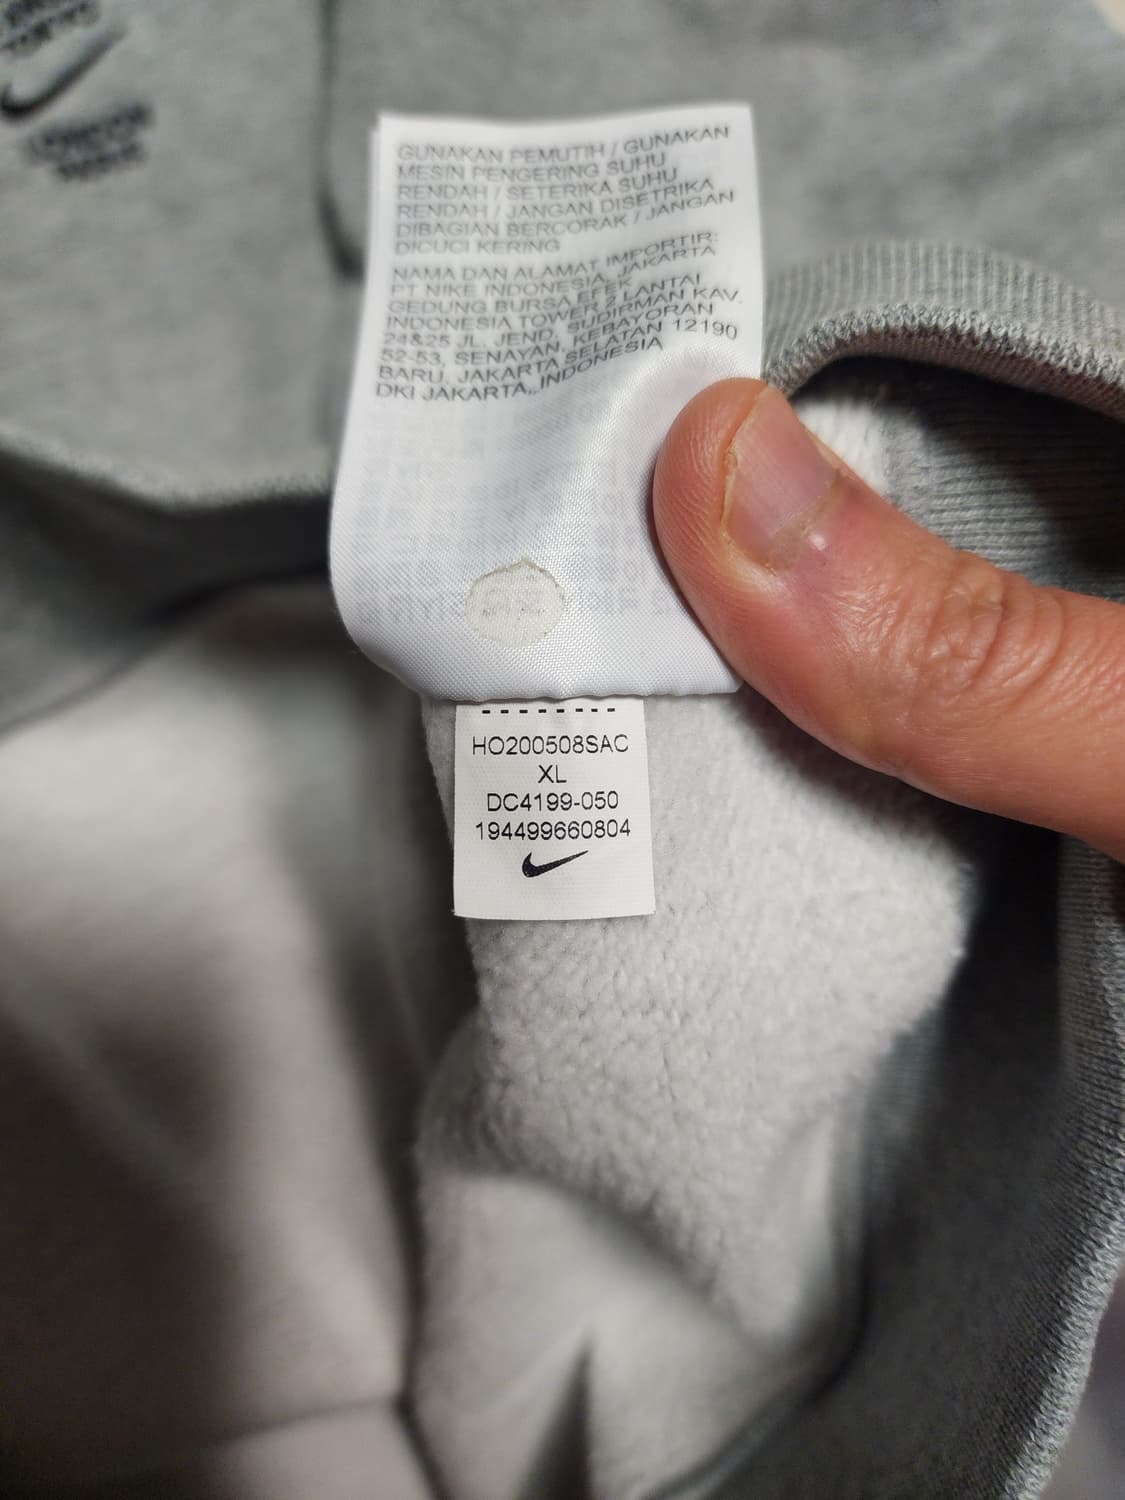 GUNAKAN PEMUTIH / GUNAKAN
MESIN PENGERING SUHU
RENDAH / SETERIKA SUHU
RENDAH / JANGAN DISETRIKA
DIBAGIAN BERCORAK / JANGAN
DICUCI KERING
NAMA DAN ALAMAT IMPORTIR:
PT NIKE INDONESIA, JAKARTA
GEDUNG BURSA EFEK
INDONESIA TOWER 2 LANTAI
24&25 JL. JEND, SUDIRMAN KAV.
52-53, SENAYAN, KEBAYORAN
BARU, JAKARTA SELATAN 12190
DKI JAKARTA,, INDONESIA
HO200508SAC
XL
DC4199-050
194499660804